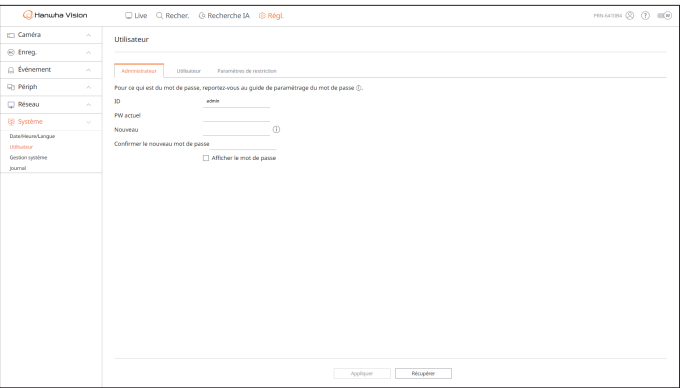 Hanwha Vision
Live Recher. Recherche IA Régl.
Caméra
Enreg.
Événement
Périph
Réseau
Système
Date/Heure/Langue
Utilisateur
Gestion système
Journal
Utilisateur
Administrateur Utilisateur Paramètres de restriction
Pour ce qui est du mot de passe, reportez-vous au guide de paramétrage du mot de passe
ID admin
PW actuel
Nouveau
Confirmer le nouveau mot de passe
Afficher le mot de passe
Appliquer Récupérer